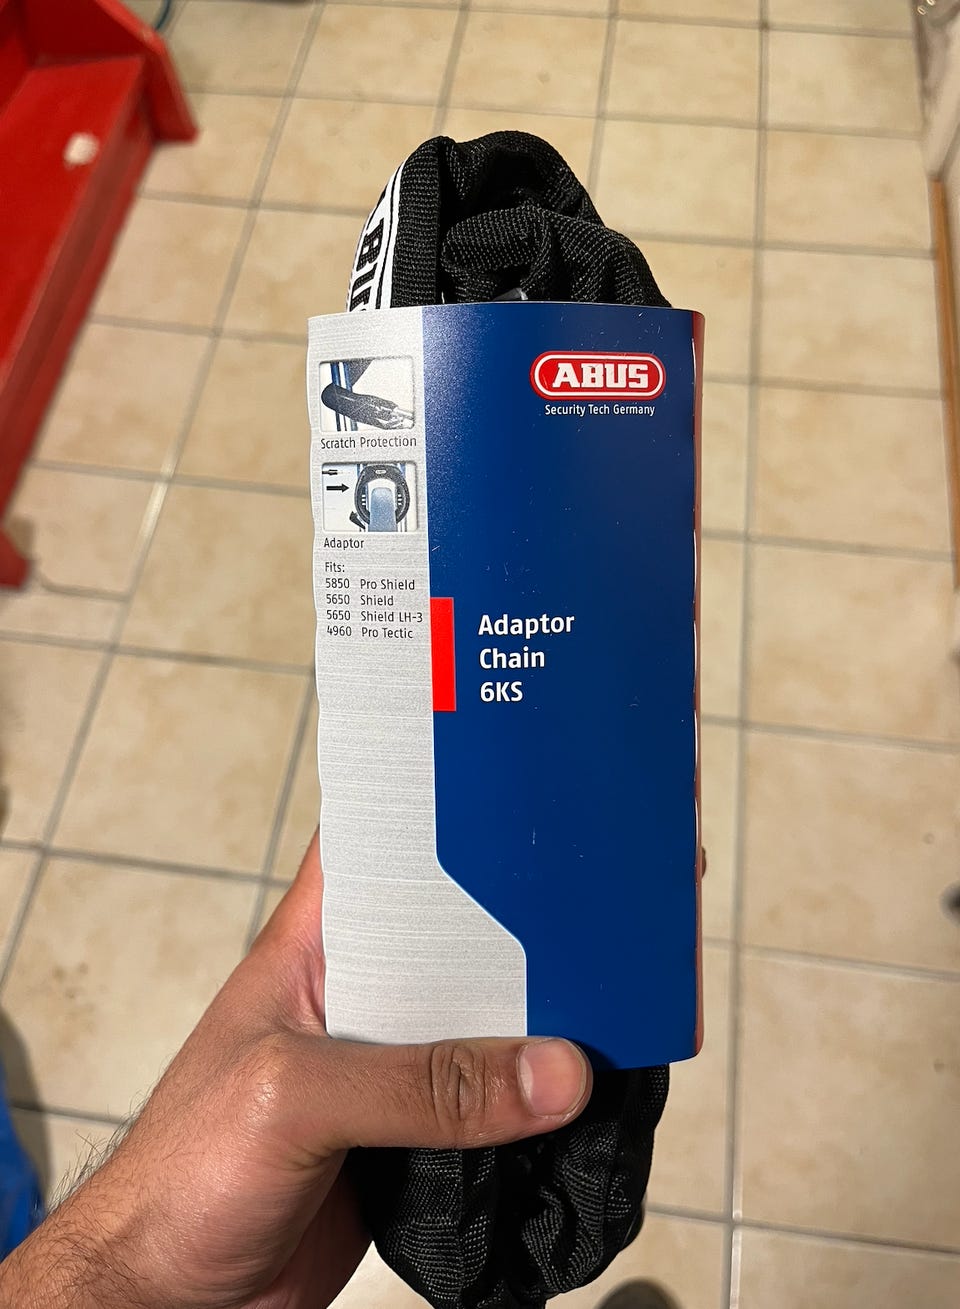 ABUS
Security Tech Germany
Scratch Protection
Adaptor
Fits:
5850 Pro Shield
5650 Shield
5650 Shield LH-3
4960 Pro Tectic
Adaptor
Chain
6KS